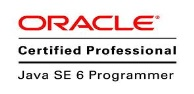 ORACLE®
Certified Professional
Java SE 6 Programmer